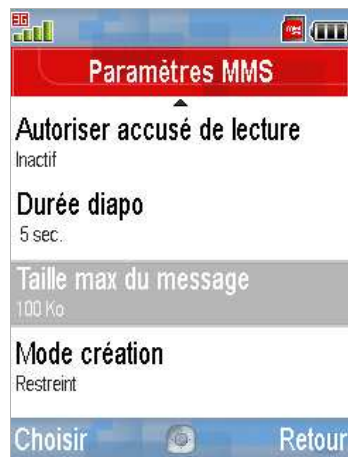 3G
Paramètres MMS
Autoriser accusé de lecture
Inactif
Durée diapo
5 sec.
Taille max du message
100 Ko
Mode création
Restreint
Choisir
Retour